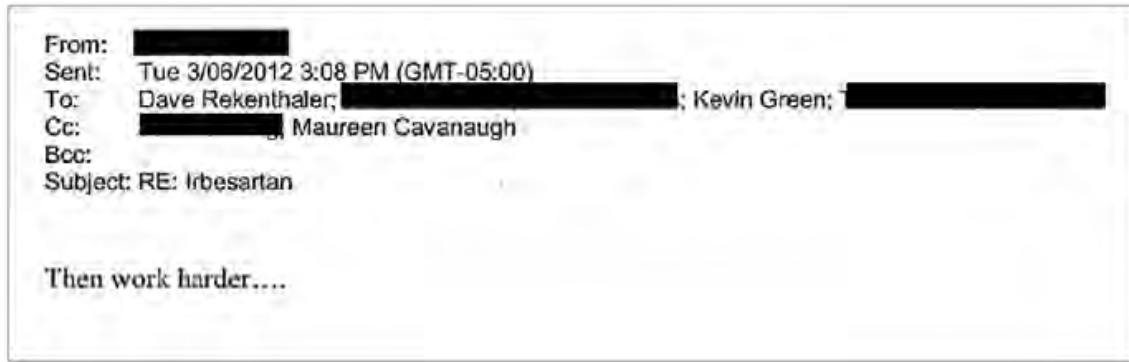 From:
Sent: Tue 3/06/2012 3:08 PM (GMT-05:00)
To: Dave Rekenthaler; ; Kevin Green;
Cc: ; Maureen Cavanaugh
Bcc:
Subject: RE: Irbesartan
Then work harder....